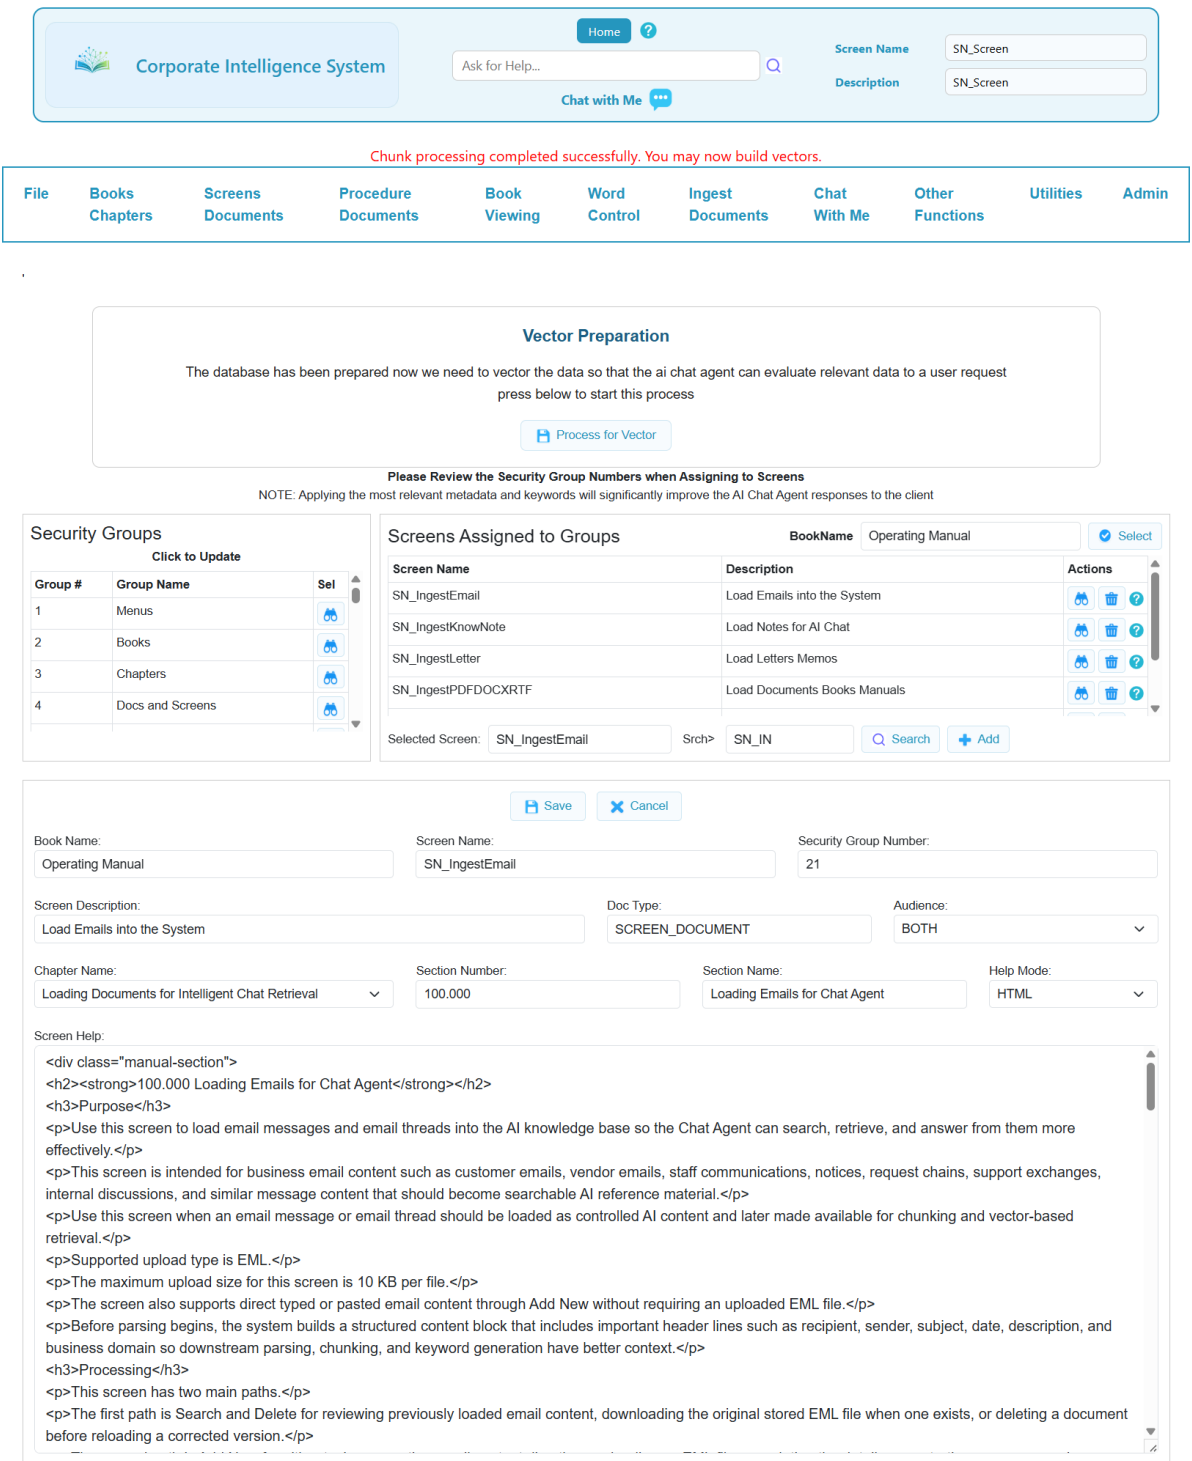 Corporate Intelligence System
Home
Ask for Help...
Chat with Me
Screen Name
SN_Screen
Description
SN_Screen
Chunk processing completed successfully. You may now build vectors.
File
Books
Chapters
Screens
Documents
Procedure
Documents
Book
Viewing
Word
Control
Ingest
Documents
Chat
With Me
Other
Functions
Utilities
Admin
Vector Preparation
The database has been prepared now we need to vector the data so that the ai chat agent can evaluate relevant data to a user request
press below to start this process
Process for Vector
Please Review the Security Group Numbers when Assigning to Screens
NOTE: Applying the most relevant metadata and keywords will significantly improve the AI Chat Agent responses to the client
Security Groups
Click to Update
Group # Group Name Sel
1 Menus
2 Books
3 Chapters
4 Docs and Screens
Screens Assigned to Groups
BookName Operating Manual Select
Screen Name Description Actions
SN_IngestEmail Load Emails into the System
SN_IngestKnowNote Load Notes for AI Chat
SN_IngestLetter Load Letters Memos
SN_IngestPDFDOCXRTF Load Documents Books Manuals
Selected Screen: SN_IngestEmail Srch> SN_IN Search Add
Save Cancel
Book Name: Screen Name: Security Group Number:
Operating Manual SN_IngestEmail 21
Screen Description: Doc Type: Audience:
Load Emails into the System SCREEN_DOCUMENT BOTH
Chapter Name: Section Number: Section Name: Help Mode:
Loading Documents for Intelligent Chat Retrieval 100.000 Loading Emails for Chat Agent HTML
Screen Help:
<div class="manual-section">
<h2><strong>100.000 Loading Emails for Chat Agent</strong></h2>
<h3>Purpose</h3>
<p>Use this screen to load email messages and email threads into the AI knowledge base so the Chat Agent can search, retrieve, and answer from them more
effectively.</p>
<p>This screen is intended for business email content such as customer emails, vendor emails, staff communications, notices, request chains, support exchanges,
internal discussions, and similar message content that should become searchable AI reference material.</p>
<p>Use this screen when an email message or email thread should be loaded as controlled AI content and later made available for chunking and vector-based
retrieval.</p>
<p>Supported upload type is EML.</p>
<p>The maximum upload size for this screen is 10 KB per file.</p>
<p>The screen also supports direct typed or pasted email content through Add New without requiring an uploaded EML file.</p>
<p>Before parsing begins, the system builds a structured content block that includes important header lines such as recipient, sender, subject, date, description, and
business domain so downstream parsing, chunking, and keyword generation have better context.</p>
<h3>Processing</h3>
<p>This screen has two main paths.</p>
<p>The first path is Search and Delete for reviewing previously loaded email content, downloading the original stored EML file when one exists, or deleting a document
before reloading a corrected version.</p>